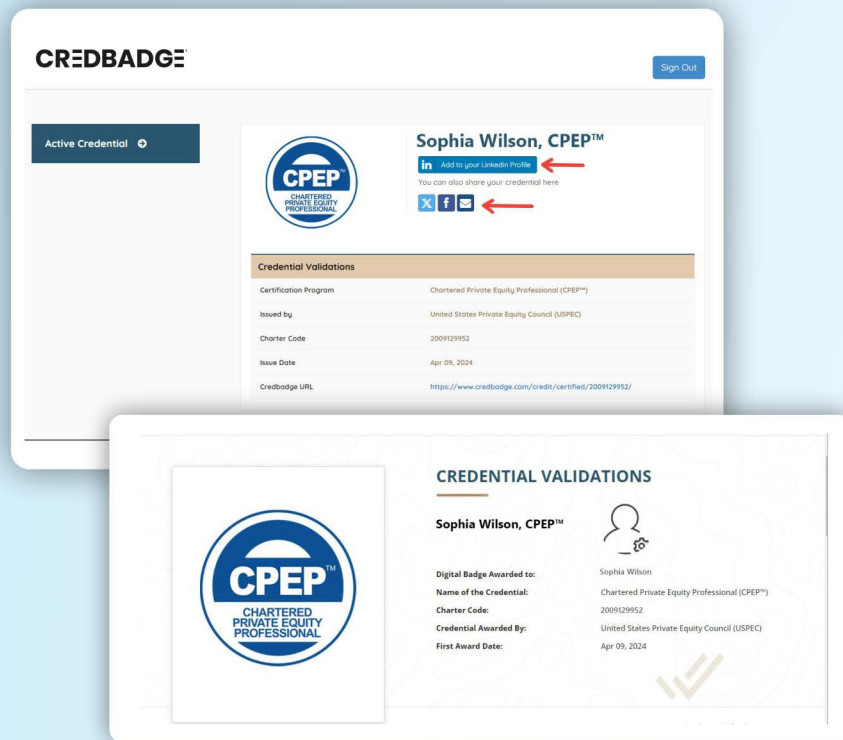 CREDBADGE
Sign Out
Active Credential
CPEP™
CHARTERED
PRIVATE EQUITY
PROFESSIONAL
Sophia Wilson, CPEP™
in Add to your Linkedin Profile
You can also share your credential here
X f
Credential Validations
Certification Program Chartered Private Equity Professional (CPEP™)
Issued by United States Private Equity Council (USPEC)
Charter Code 2009129952
Issue Date Apr 09, 2024
Credbadge URL https://www.credbadge.com/credit/certified/2009129952/
CPEP™
CHARTERED
PRIVATE EQUITY
PROFESSIONAL
CREDENTIAL VALIDATIONS
Sophia Wilson, CPEP™
Digital Badge Awarded to: Sophia Wilson
Name of the Credential: Chartered Private Equity Professional (CPEP™)
Charter Code: 2009129952
Credential Awarded By: United States Private Equity Council (USPEC)
First Award Date: Apr 09, 2024